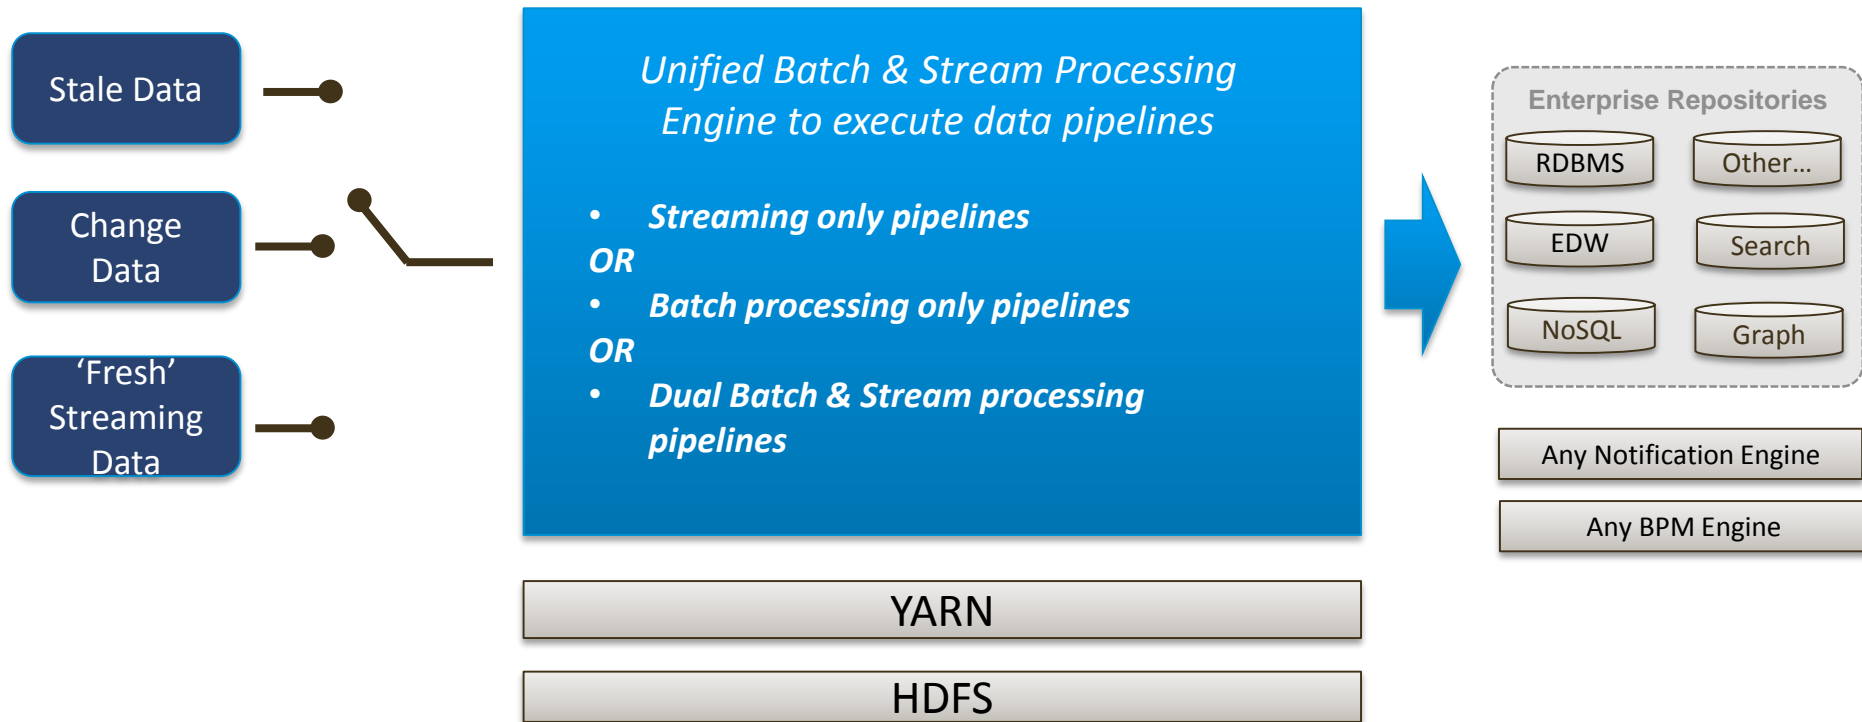 Stale Data
Change
Data
‘Fresh’
Streaming
Data
Unified Batch & Stream Processing
Engine to execute data pipelines
• Streaming only pipelines
OR
• Batch processing only pipelines
OR
• Dual Batch & Stream processing
pipelines
YARN
HDFS
Enterprise Repositories
RDBMS
Other...
EDW
Search
NoSQL
Graph
Any Notification Engine
Any BPM Engine